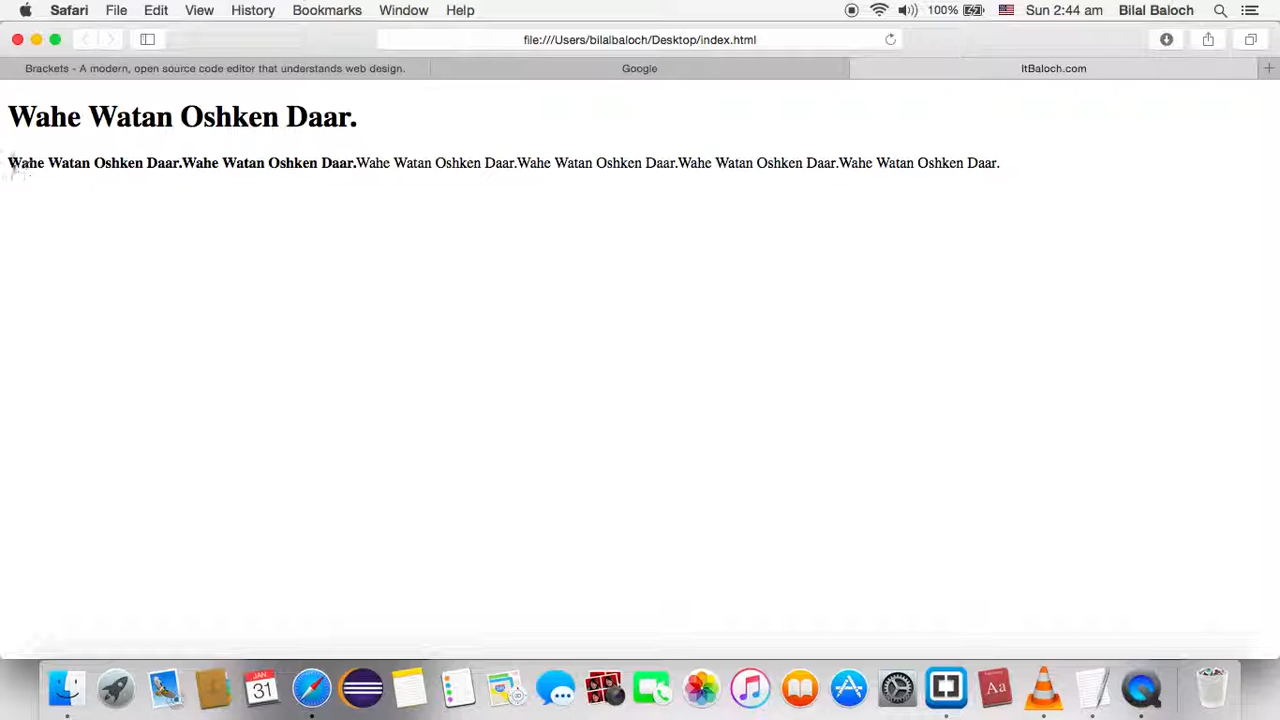 Safari File Edit View History Bookmarks Window Help 100% Sun 2:44 am Bilal Baloch
file:///Users/bilalbaloch/Desktop/index.html
Brackets - A modern, open source code editor that understands web design. Google ItBaloch.com
Wahe Watan Oshken Daar.
Wahe Watan Oshken Daar.Wahe Watan Oshken Daar.Wahe Watan Oshken Daar.Wahe Watan Oshken Daar.Wahe Watan Oshken Daar.Wahe Watan Oshken Daar.
JAN
31
Aa